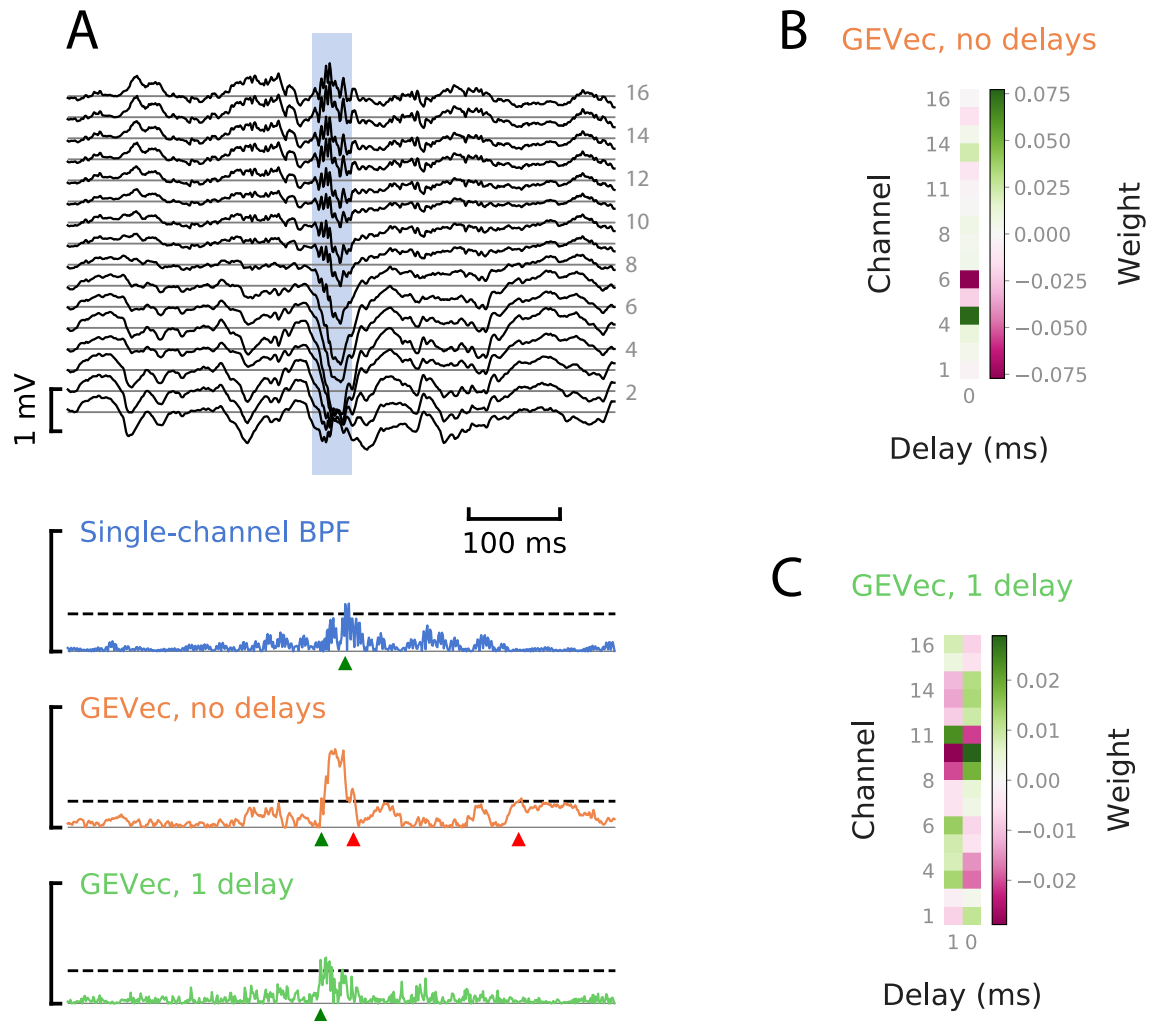 A
16
14
12
10
8
6
4
2
1 mV
Single-channel BPF
100 ms
GEVec, no delays
GEVec, 1 delay
B
GEVec, no delays
Channel
16
14
11
8
6
4
1
0
Delay (ms)
0.075
0.050
0.025
0.000
−0.025
−0.050
−0.075
Weight
C
GEVec, 1 delay
Channel
16
14
11
8
6
4
1
1 0
Delay (ms)
0.02
0.01
0.00
−0.01
−0.02
Weight